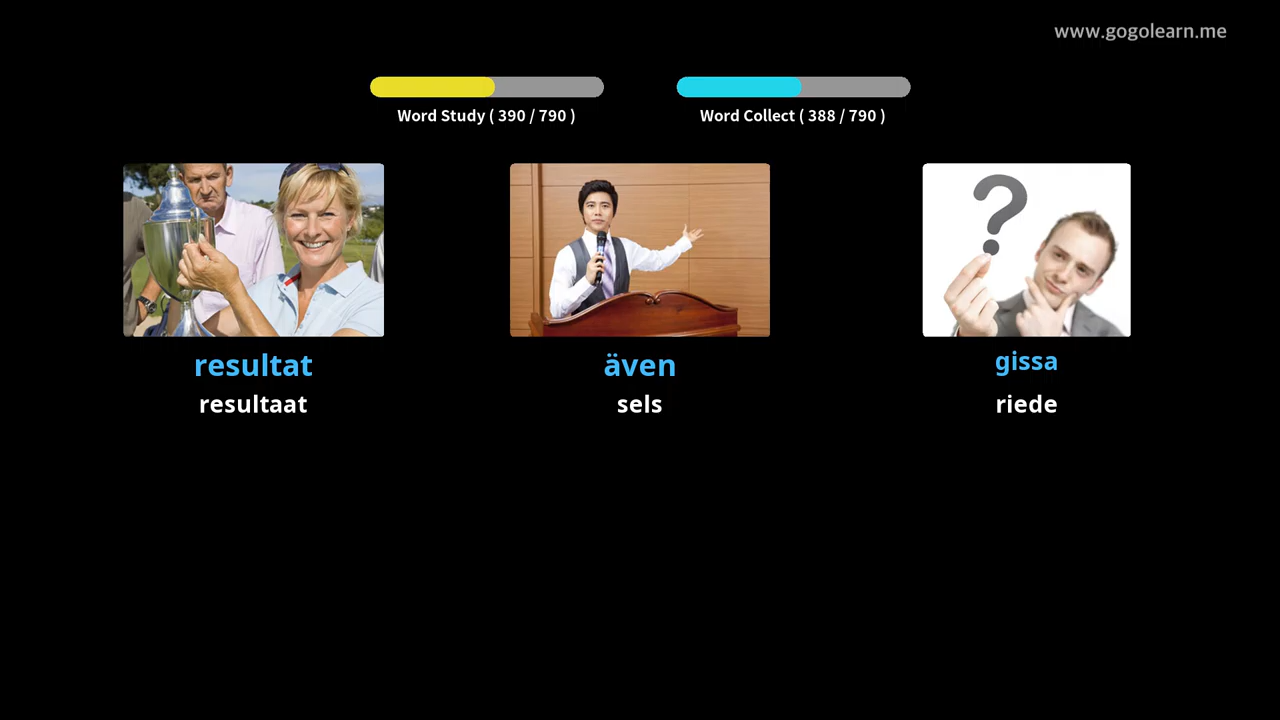 www.gogolearn.me
Word Study ( 390 / 790 )
Word Collect ( 388 / 790 )
resultat
även
gissa
resultaat
sels
riede